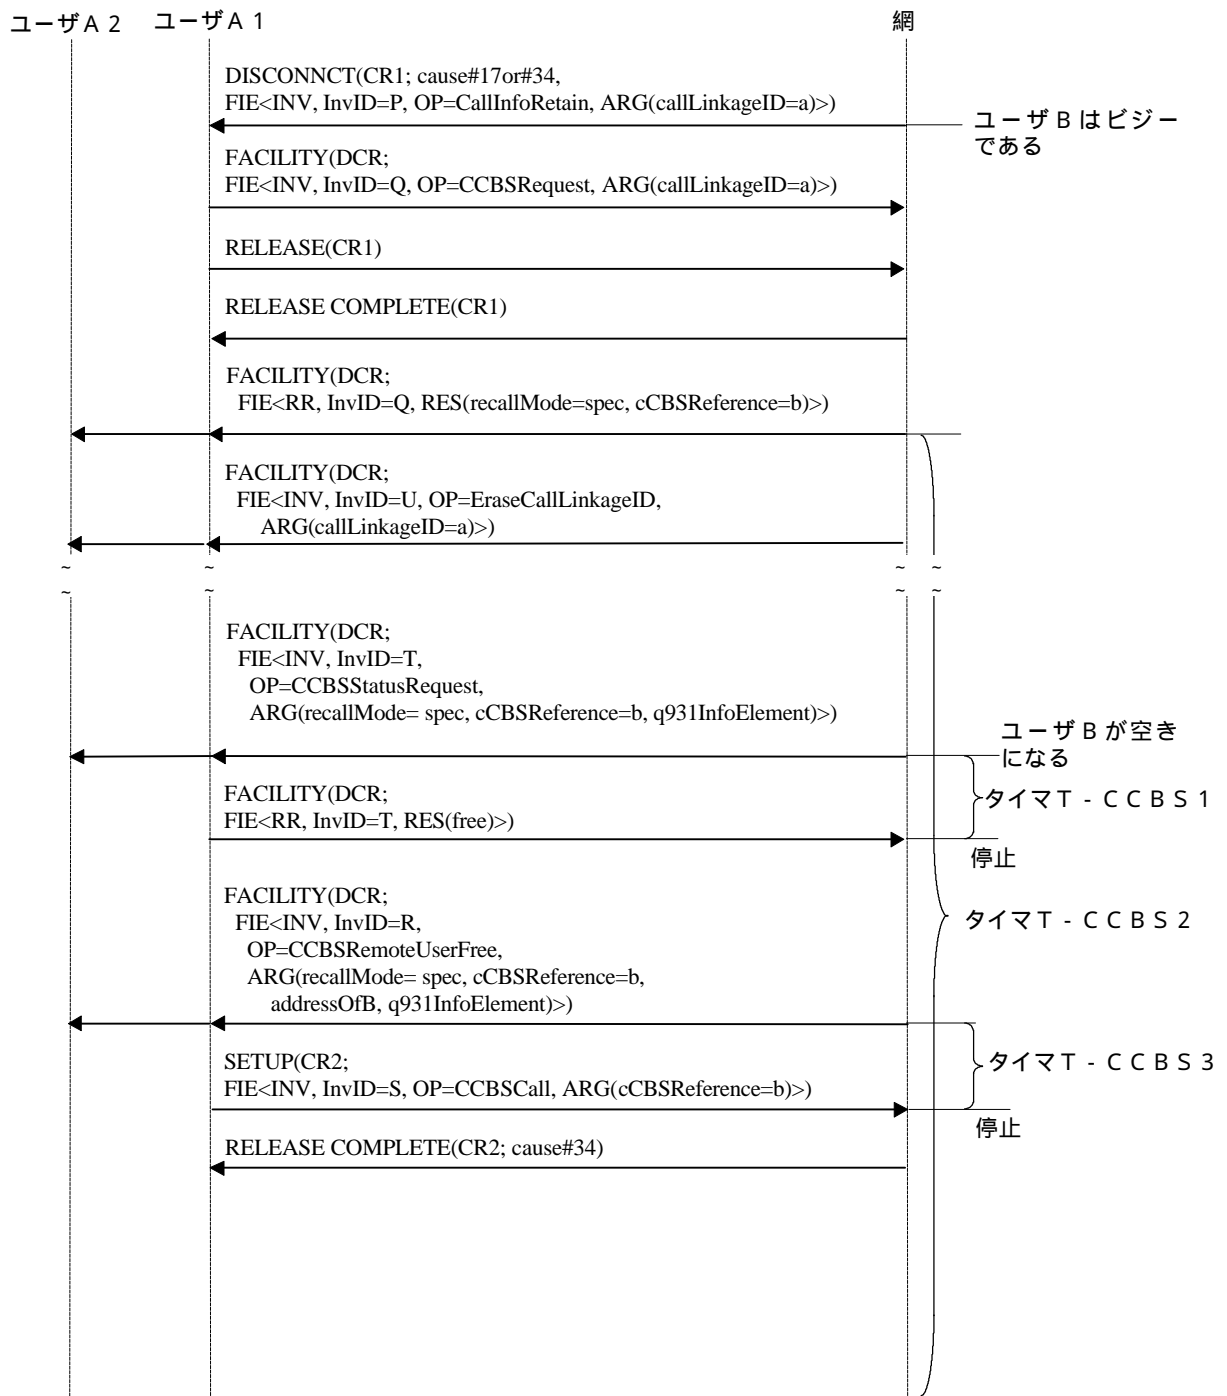 ユーザA 2 ユーザA 1 網
DISCONNCT(CR1; cause#17or#34,
FIE<INV, InvID=P, OP=CallInfoRetain, ARG(callLinkageID=a)>)
ユーザBはビジー
である
FACILITY(DCR;
FIE<INV, InvID=Q, OP=CCBSRequest, ARG(callLinkageID=a)>)
RELEASE(CR1)
RELEASE COMPLETE(CR1)
FACILITY(DCR;
FIE<RR, InvID=Q, RES(recallMode=spec, cCBSReference=b)>)
FACILITY(DCR;
FIE<INV, InvID=U, OP=EraseCallLinkageID,
ARG(callLinkageID=a)>)
~ ~ ~ ~
~ ~ ~ ~
FACILITY(DCR;
FIE<INV, InvID=T,
OP=CCBSStatusRequest,
ARG(recallMode= spec, cCBSReference=b, q931InfoElement)>)
ユーザBが空き
になる
FACILITY(DCR;
FIE<RR, InvID=T, RES(free)>)
タイマT-CCBS1
停止
FACILITY(DCR;
FIE<INV, InvID=R,
OP=CCBSRemoteUserFree,
ARG(recallMode= spec, cCBSReference=b,
addressOfB, q931InfoElement)>)
タイマT-CCBS2
SETUP(CR2;
FIE<INV, InvID=S, OP=CCBSCall, ARG(cCBSReference=b)>)
タイマT-CCBS3
停止
RELEASE COMPLETE(CR2; cause#34)